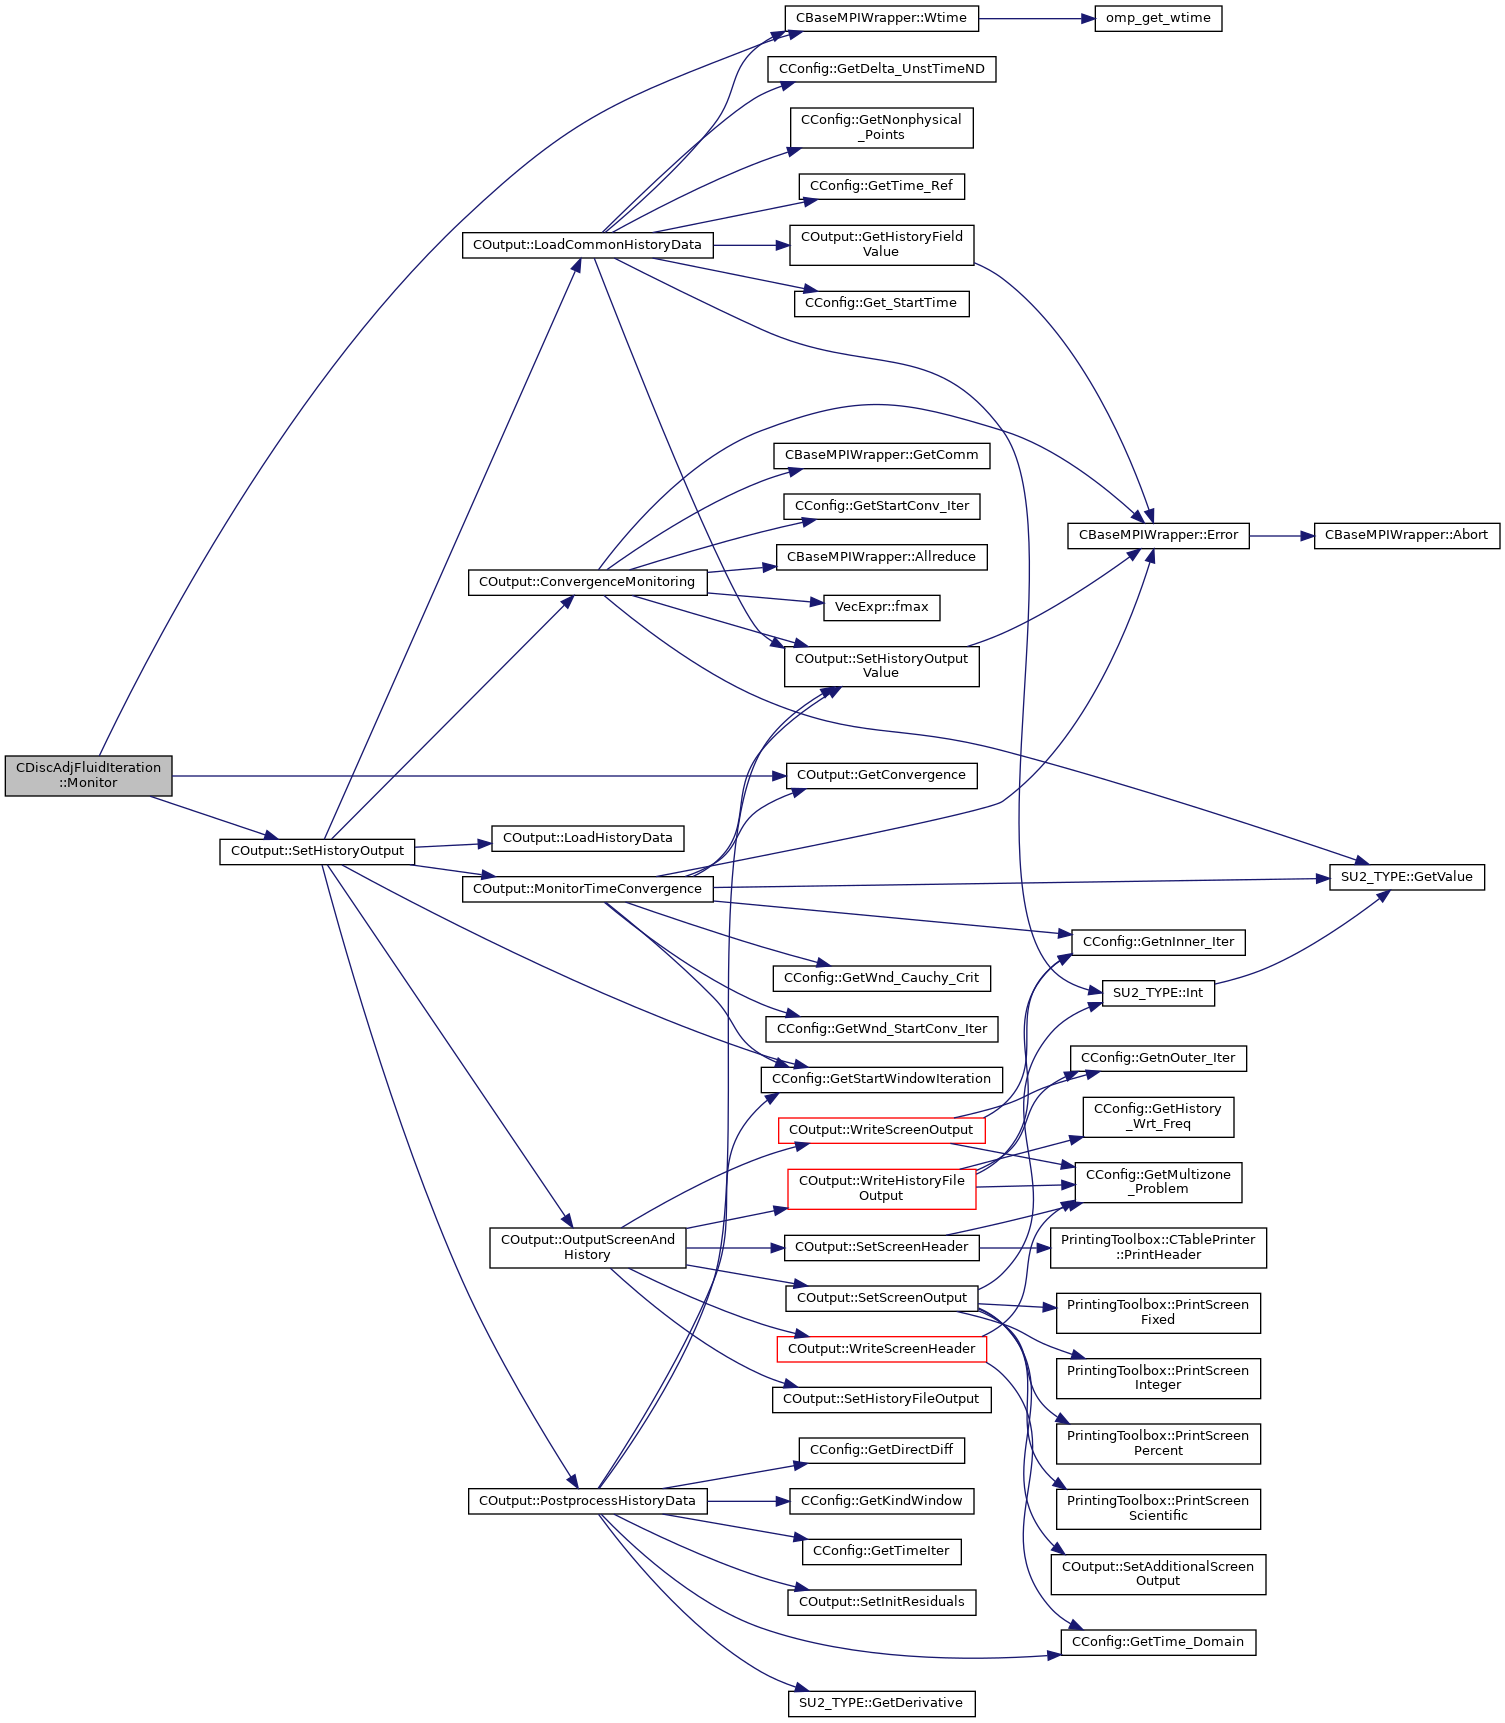 CBaseMPIWrapper::Wtime
omp_get_wtime
CConfig::GetDelta_UnstTimeND
CConfig::GetNonphysical
_Points
CConfig::GetTime_Ref
COutput::LoadCommonHistoryData
COutput::GetHistoryField
Value
CConfig::Get_StartTime
CBaseMPIWrapper::GetComm
CConfig::GetStartConv_Iter
CBaseMPIWrapper::Error
CBaseMPIWrapper::Abort
CBaseMPIWrapper::Allreduce
COutput::ConvergenceMonitoring
VecExpr::fmax
COutput::SetHistoryOutput
Value
CDiscAdjFluidIteration
::Monitor
COutput::GetConvergence
COutput::LoadHistoryData
COutput::SetHistoryOutput
COutput::MonitorTimeConvergence
SU2_TYPE::GetValue
CConfig::GetnInner_Iter
CConfig::GetWnd_Cauchy_Crit
SU2_TYPE::Int
CConfig::GetWnd_StartConv_Iter
CConfig::GetnOuter_Iter
CConfig::GetStartWindowIteration
CConfig::GetHistory
_Wrt_Freq
COutput::WriteScreenOutput
CConfig::GetMultizone
_Problem
COutput::WriteHistoryFile
Output
COutput::OutputScreenAnd
History
COutput::SetScreenHeader
PrintingToolbox::CTablePrinter
::PrintHeader
COutput::SetScreenOutput
PrintingToolbox::PrintScreen
Fixed
COutput::WriteScreenHeader
PrintingToolbox::PrintScreen
Integer
COutput::SetHistoryFileOutput
PrintingToolbox::PrintScreen
Percent
CConfig::GetDirectDiff
COutput::PostprocessHistoryData
CConfig::GetKindWindow
PrintingToolbox::PrintScreen
Scientific
CConfig::GetTimeIter
COutput::SetAdditionalScreen
Output
COutput::SetInitResiduals
CConfig::GetTime_Domain
SU2_TYPE::GetDerivative